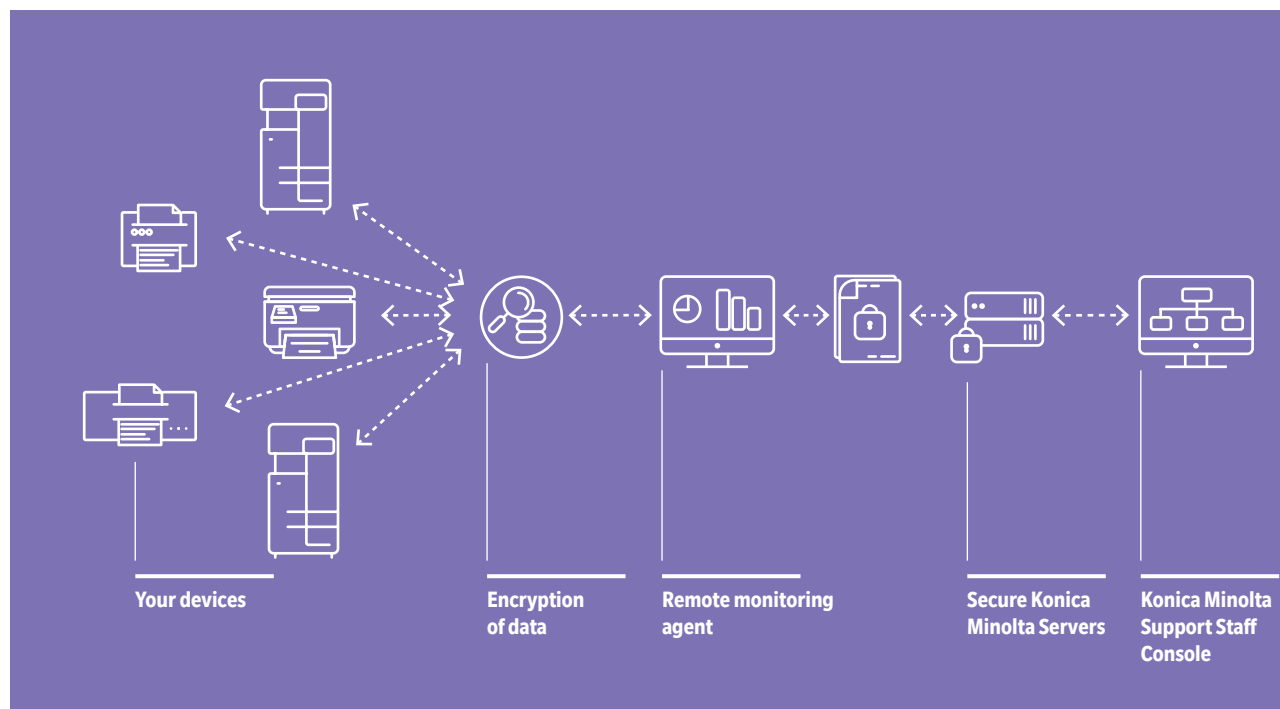 Your devices
Encryption
of data
Remote monitoring
agent
Secure Konica
Minolta Servers
Konica Minolta
Support Staff
Console